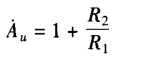 Ȧᵤ = 1 + R₂/R₁